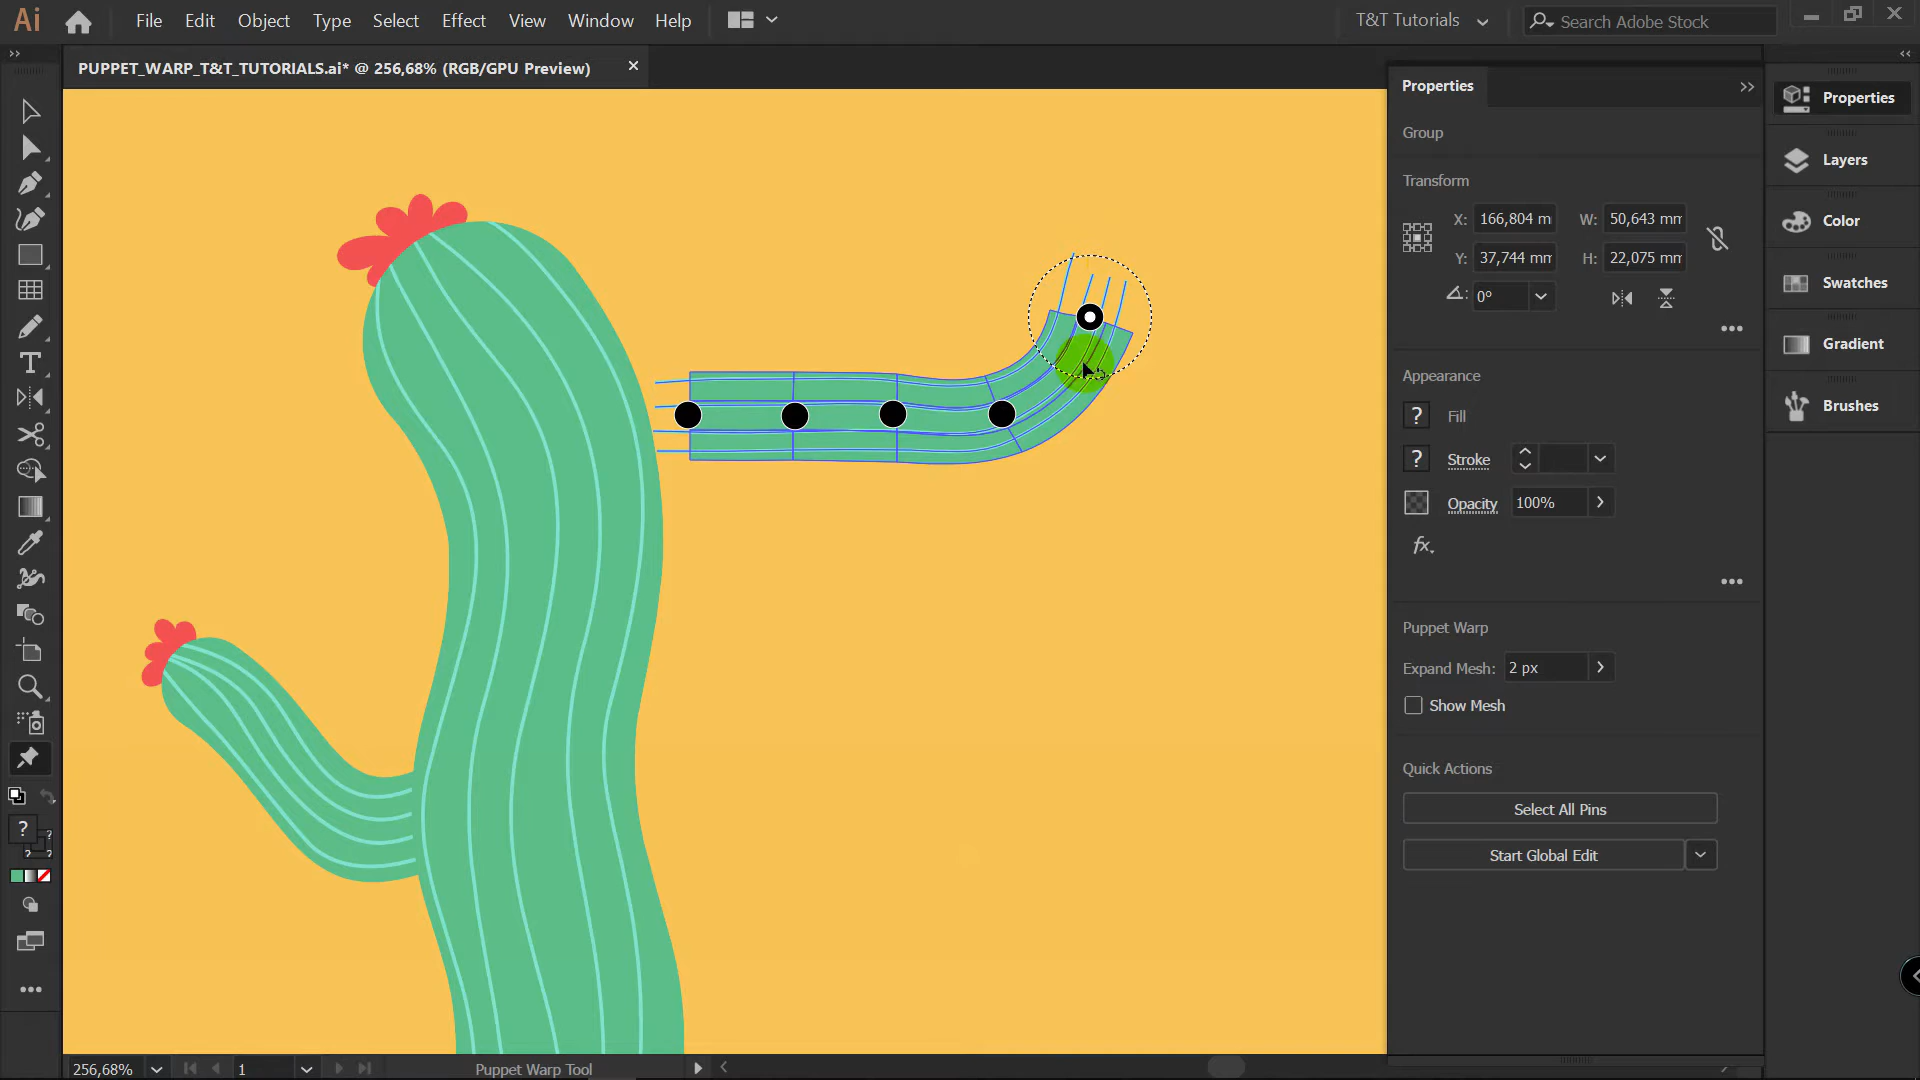 Ai File Edit Object Type Select Effect View Window Help T&T Tutorials Search Adobe Stock
PUPPET_WARP_T&T_TUTORIALS.ai* @ 256,68% (RGB/GPU Preview)
Properties
Group
Transform
X: 166,804 m W: 50,643 mm
Y: 37,744 mm H: 22,075 mm
0°
Appearance
? Fill
? Stroke
Opacity 100%
fx.
Puppet Warp
Expand Mesh: 2 px
Show Mesh
Quick Actions
Select All Pins
Start Global Edit
Properties
Layers
Color
Swatches
Gradient
Brushes
T
?
?
? ?
256,68% 1 Puppet Warp Tool